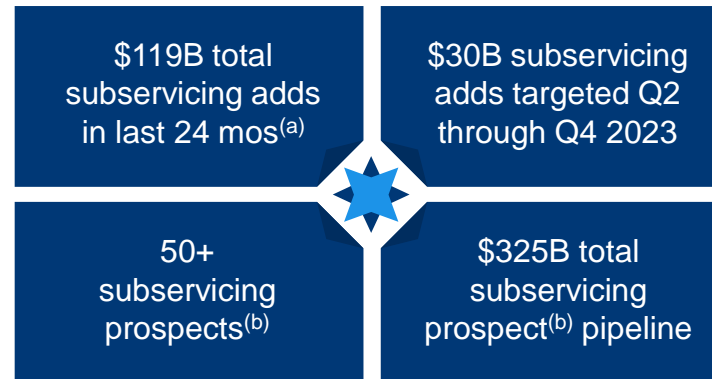 $119B total
subservicing adds
in last 24 mos(a)
$30B subservicing
adds targeted Q2
through Q4 2023
50+
subservicing
prospects(b)
$325B total
subservicing
prospect(b) pipeline